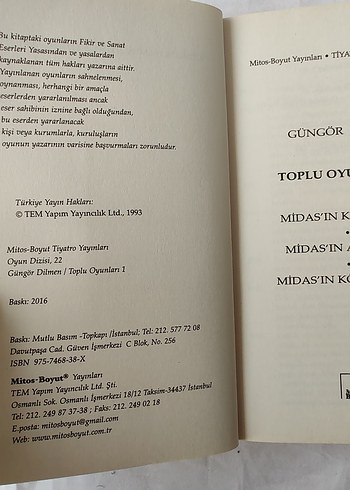 Bu kitaptaki oyunların Fikir ve Sanat
Eserleri Yasasından ve yasalardan
kaynaklanan tüm hakları yazarına aittir.
Yayınlanan oyunların sahnelenmesi,
oynanması, herhangi bir amaçla
eserlerden yararlanılması ancak
eser sahibinin iznine bağlı olduğundan,
bu eserden yararlanacak
kişi veya kurumlarla, kuruluşların
oyunun yazarının varisine başvurmaları zorunludur.
Türkiye Yayın Hakları:
© TEM Yapım Yayıncılık Ltd., 1993
Mitos-Boyut Tiyatro Yayınları
Oyun Dizisi, 22
Güngör Dilmen / Toplu Oyunları 1
Baskı: 2016
Baskı: Mutlu Basım -Topkapı /İstanbul; Tel: 212. 577 72 08
Davutpaşa Cad. Güven İşmerkezi C Blok, No. 256
ISBN 975-7468-38-X
Mitos-Boyut® Yayınları
TEM Yapım Yayıncılık Ltd. Şti.
Osmanlı Sok. Osmanlı İşmerkezi 18/12 Taksim-34437 İstanbul
Tel: 212. 249 87 37-38 ; Faks: 212. 249 02 18
E.posta: mitosboyut@gmail.com
Web: www.mitosboyut.com.tr
Mitos-Boyut Yayınları • TİYA
GÜNGÖR
TOPLU OYU
MİDAS'IN K
•
MİDAS'IN A
•
MİDAS'IN KÖ